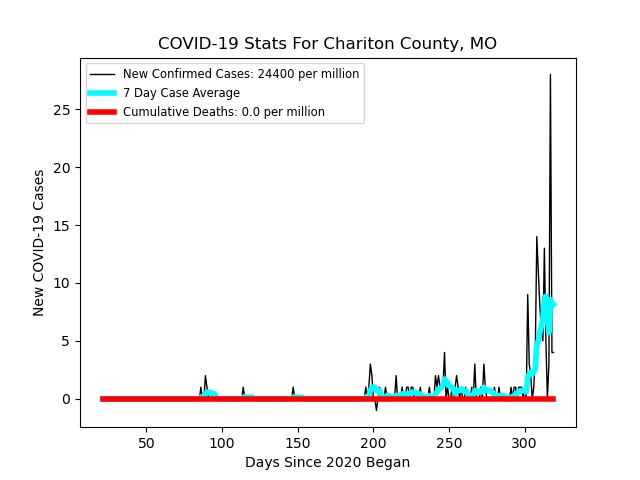 COVID-19 Stats For Chariton County, MO
New Confirmed Cases: 24400 per million
7 Day Case Average
Cumulative Deaths: 0.0 per million
New COVID-19 Cases
25
20
15
10
5
0
50 100 150 200 250 300
Days Since 2020 Began